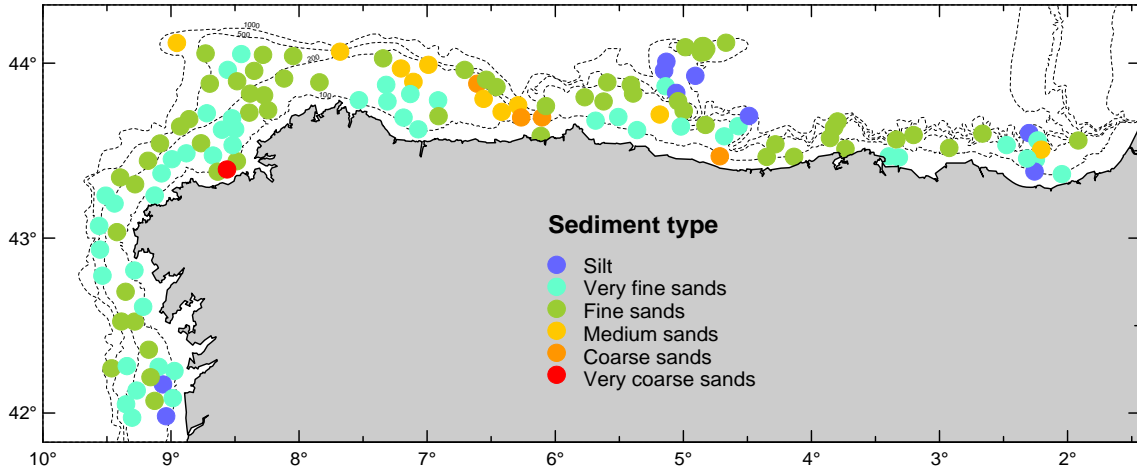 1000
500
200
100
44°
43°
42°
Sediment type
Silt
Very fine sands
Fine sands
Medium sands
Coarse sands
Very coarse sands
10° 9° 8° 7° 6° 5° 4° 3° 2°